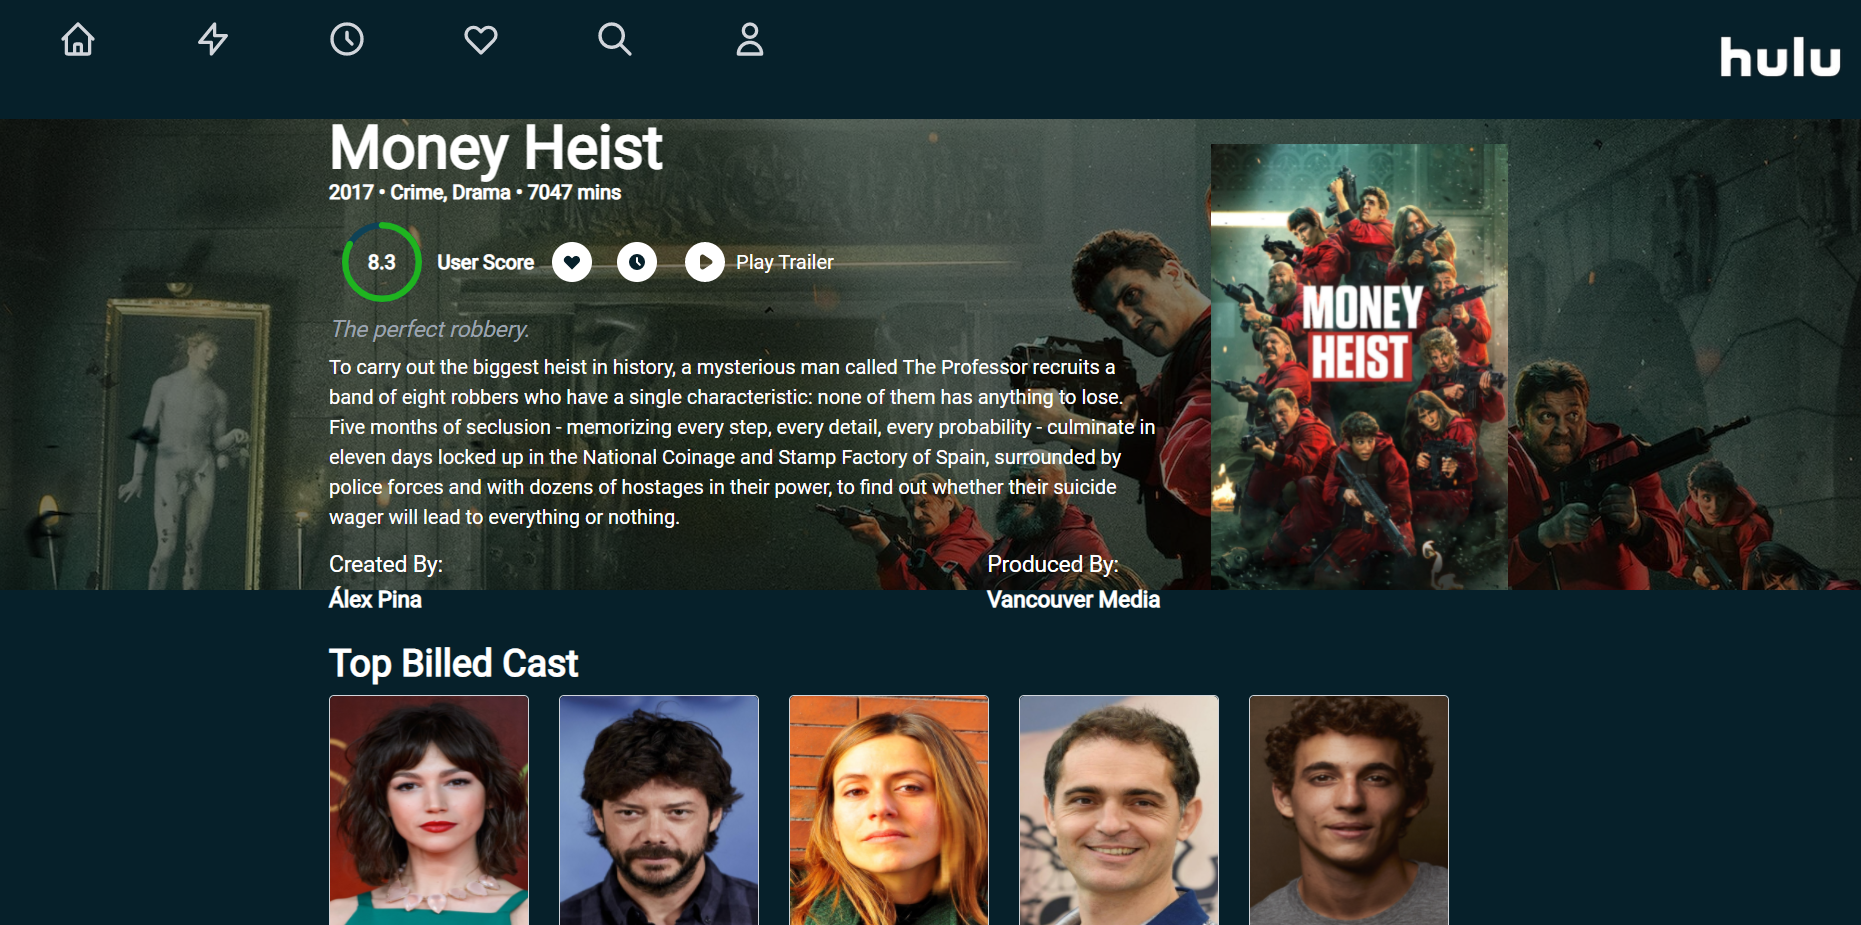 hulu
Money Heist
2017 • Crime, Drama • 7047 mins
8.3 User Score Play Trailer
The perfect robbery.
To carry out the biggest heist in history, a mysterious man called The Professor recruits a
band of eight robbers who have a single characteristic: none of them has anything to lose.
Five months of seclusion - memorizing every step, every detail, every probability - culminate in
eleven days locked up in the National Coinage and Stamp Factory of Spain, surrounded by
police forces and with dozens of hostages in their power, to find out whether their suicide
wager will lead to everything or nothing.
Created By:
Álex Pina
Produced By:
Vancouver Media
MONEY
HEIST
Top Billed Cast